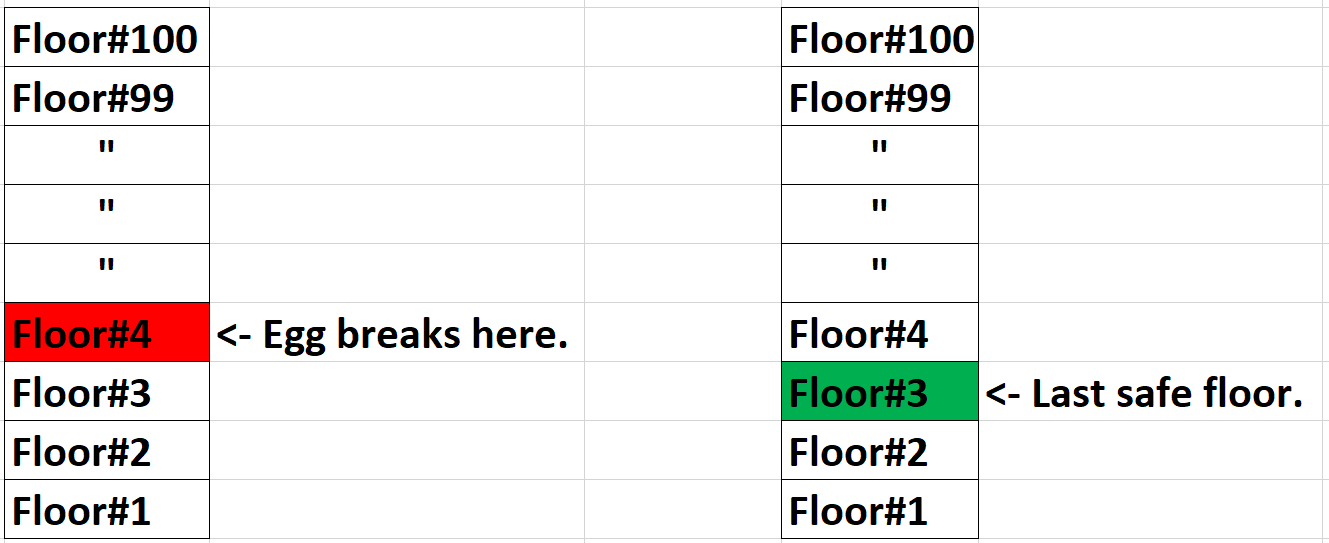 Floor#100
Floor#99
"
"
"
Floor#4 <- Egg breaks here.
Floor#3
Floor#2
Floor#1
Floor#100
Floor#99
"
"
"
Floor#4
Floor#3 <- Last safe floor.
Floor#2
Floor#1